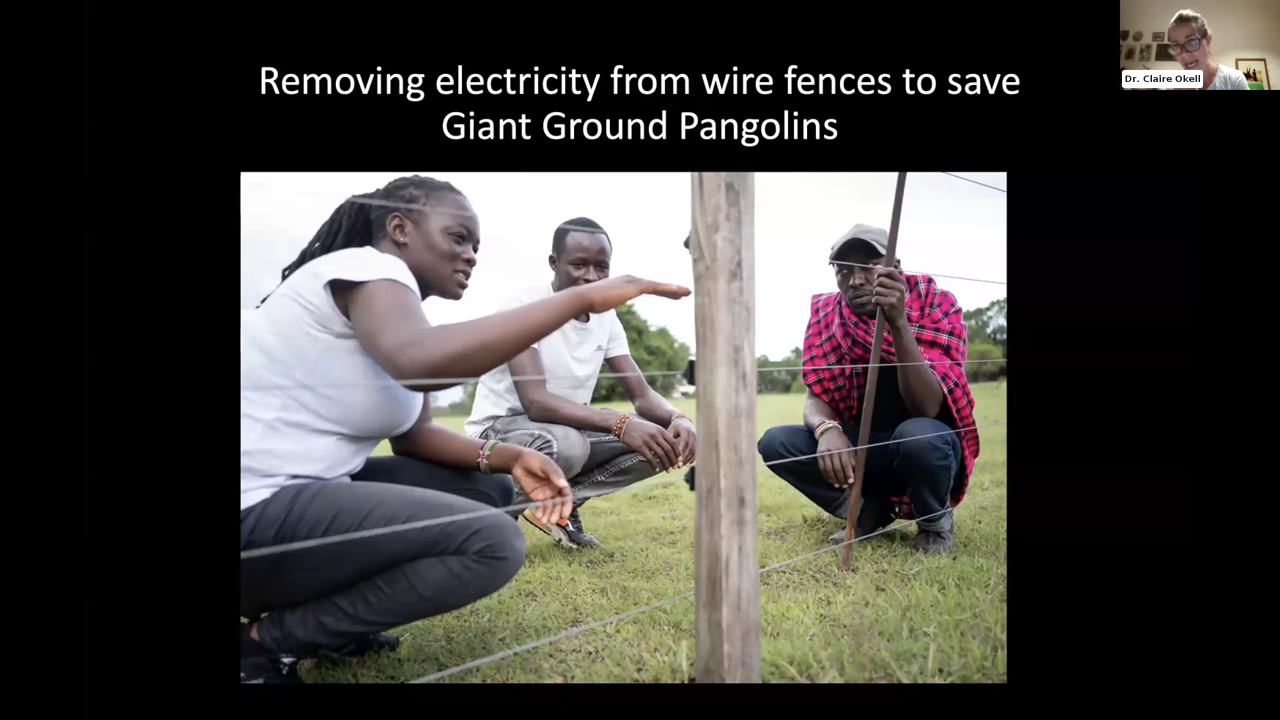 Removing electricity from wire fences to save
Giant Ground Pangolins
Dr. Claire Okell